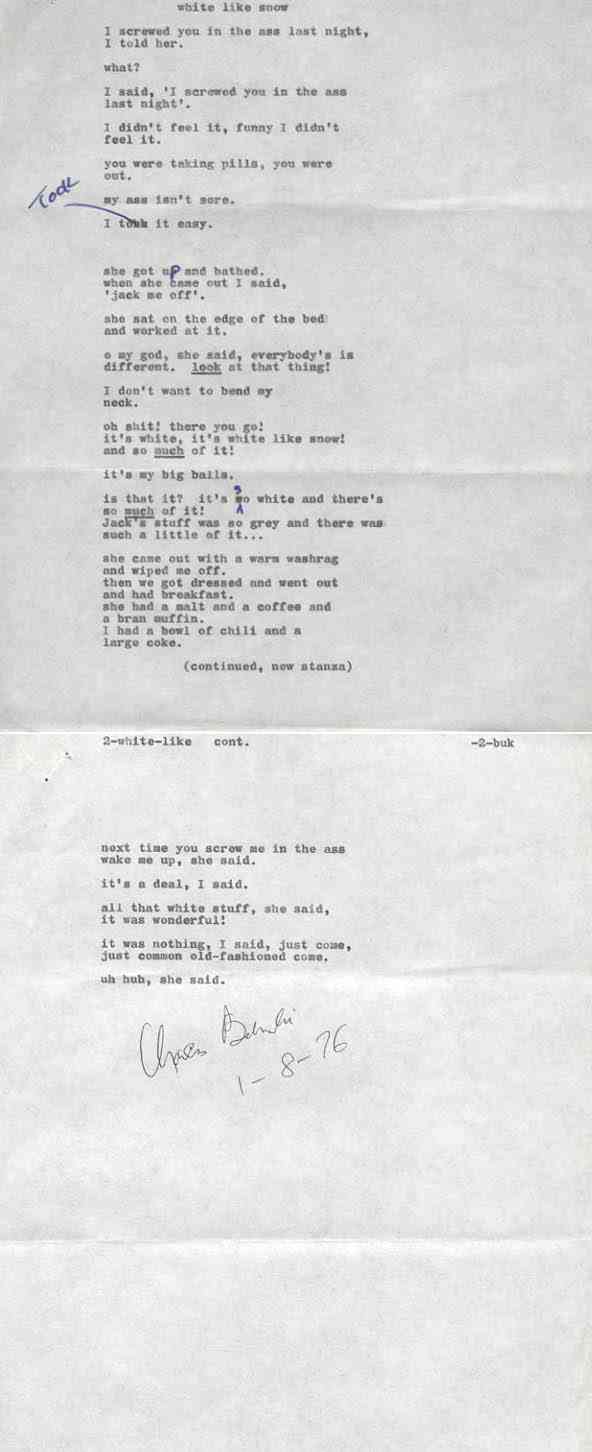 white like snow
I screwed you in the ass last night,
I told her.
what?
I said, 'I screwed you in the ass
last night'.
I didn't feel it, funny I didn't
feel it.
you were taking pills, you were
out.
my ass isn't sore.
Took
I took it easy.
she got up and bathed.
when she came out I said,
'jack me off'.
she sat on the edge of the bed
and worked at it.
o my god, she said, everybody's is
different. look at that thing!
I don't want to bend my
neck.
oh shit! there you go!
it's white, it's white like snow!
and so much of it!
it's my big balls.
is that it? it's so white and there's
so much of it!
Jack's stuff was so grey and there was
such a little of it...
she came out with a warm washrag
and wiped me off.
then we got dressed and went out
and had breakfast.
she had a malt and a coffee and
a bran muffin.
I had a bowl of chili and a
large coke.
(continued, new stanza)
2-white-like cont. -2-buk
next time you screw me in the ass
wake me up, she said.
it's a deal, I said.
all that white stuff, she said,
it was wonderful!
it was nothing, I said, just come,
just common old-fashioned come.
uh huh, she said.
Charles Bukowski
1-8-76